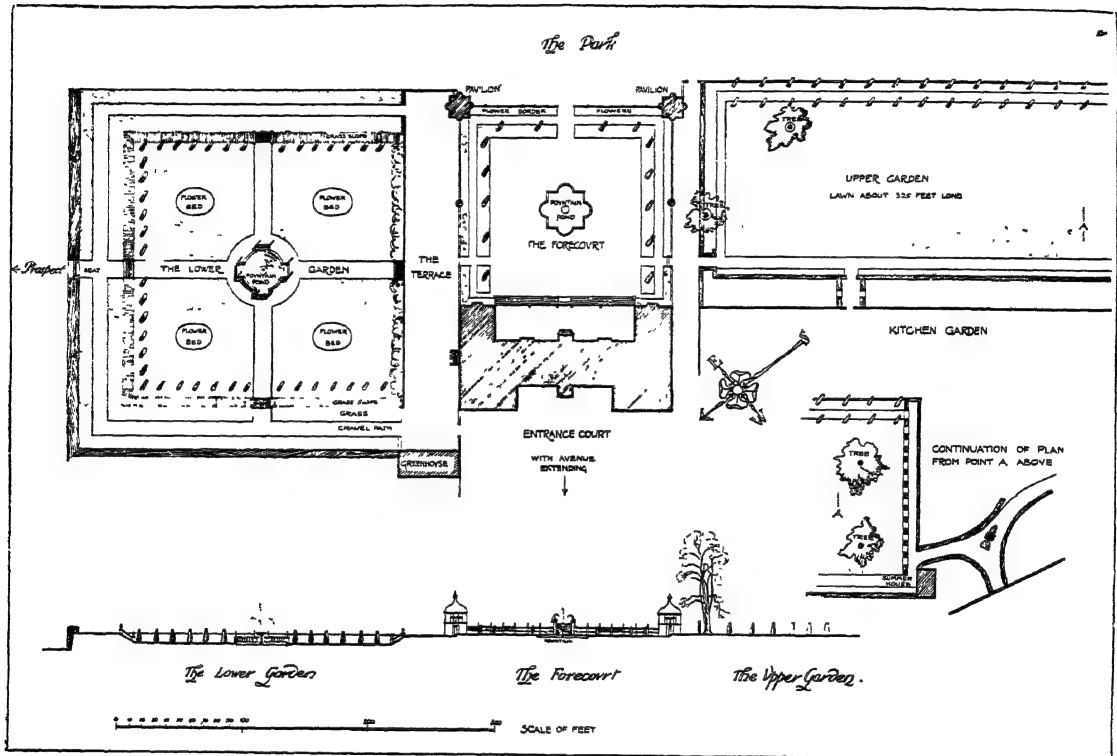 The Park
PAVILION
PAVILION
FLOWER BORDER
FLOWERS
GRASS SLOPE
TREE
UPPER GARDEN
LAWN ABOUT 325 FEET LONG
FLOWER
BED
FLOWER
BED
FOUNTAIN
POND
TREE
THE FORECOURT
← Prospect
SEAT
THE LOWER
GARDEN
FOUNTAIN
POND
THE
TERRACE
FLOWER
BED
FLOWER
BED
KITCHEN GARDEN
GRASS SLOPE
GRASS
GRAVEL PATH
GREENHOUSE
ENTRANCE COURT
WITH AVENUE
EXTENDING
E
S
W
TREE
TREE
CONTINUATION OF PLAN
FROM POINT A ABOVE
SUMMER
HOUSE
The Lower Garden
The Forecourt
The Upper Garden.
SCALE OF FEET